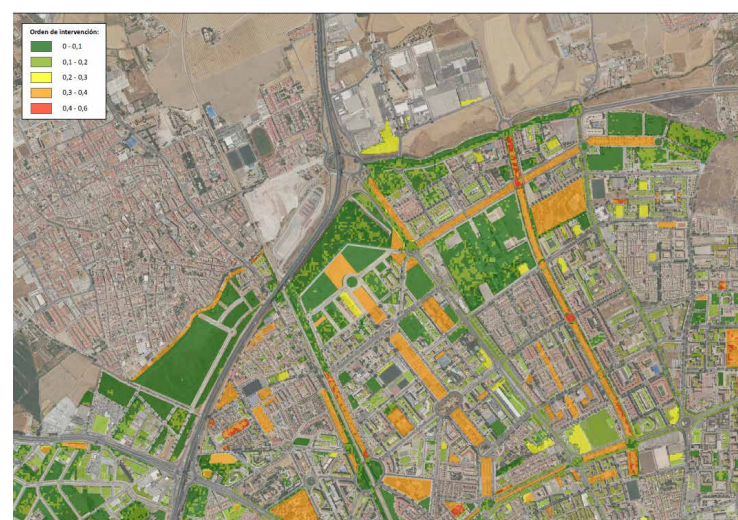 Orden de intervención:
0 - 0,1
0,1 - 0,2
0,2 - 0,3
0,3 - 0,4
0,4 - 0,6